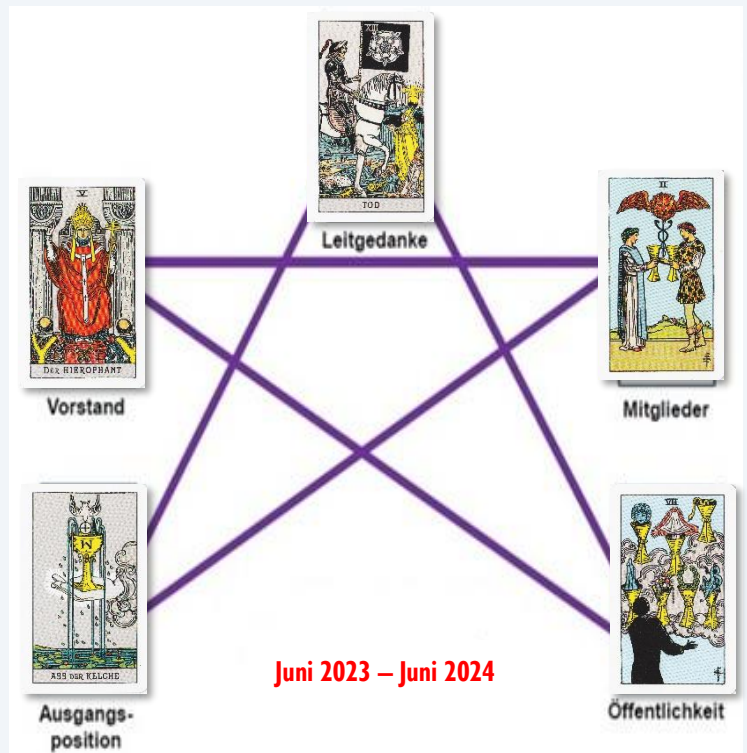 XIII
TOD
Leitgedanke
V
DER HIEROPHANT
Vorstand
II
Mitglieder
ASS DER KELCHE
Ausgangs-
position
VII
Öffentlichkeit
Juni 2023 – Juni 2024